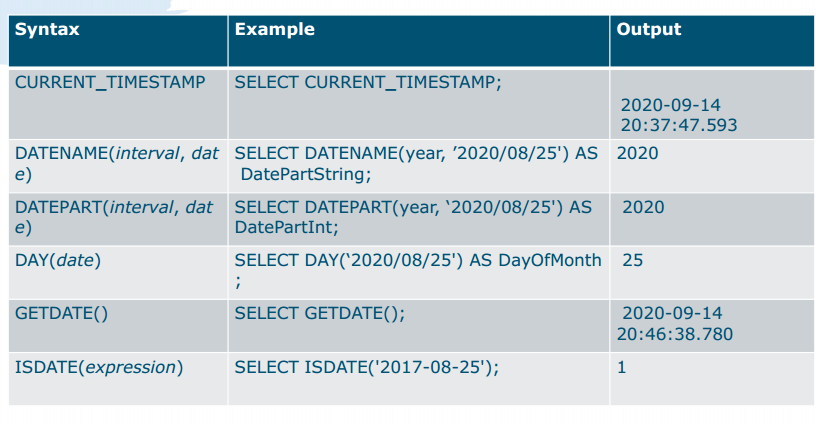 Syntax Example Output
CURRENT_TIMESTAMP SELECT CURRENT_TIMESTAMP;
2020-09-14
20:37:47.593
DATENAME(interval, dat SELECT DATENAME(year, ’2020/08/25') AS 2020
e) DatePartString;
DATEPART(interval, dat SELECT DATEPART(year, ‘2020/08/25') AS 2020
e) DatePartInt;
DAY(date) SELECT DAY(‘2020/08/25') AS DayOfMonth 25
;
GETDATE() SELECT GETDATE(); 2020-09-14
20:46:38.780
ISDATE(expression) SELECT ISDATE('2017-08-25'); 1